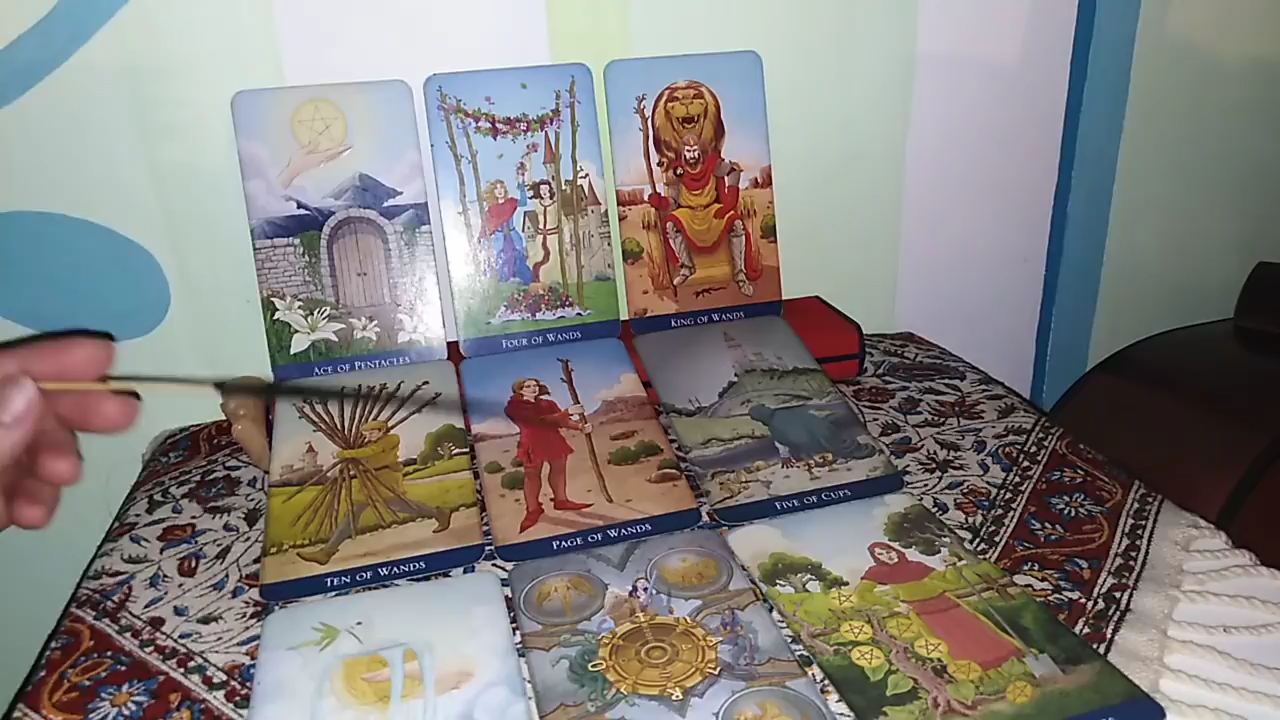 ACE OF PENTACLES
FOUR OF WANDS
KING OF WANDS
TEN OF WANDS
PAGE OF WANDS
FIVE OF CUPS